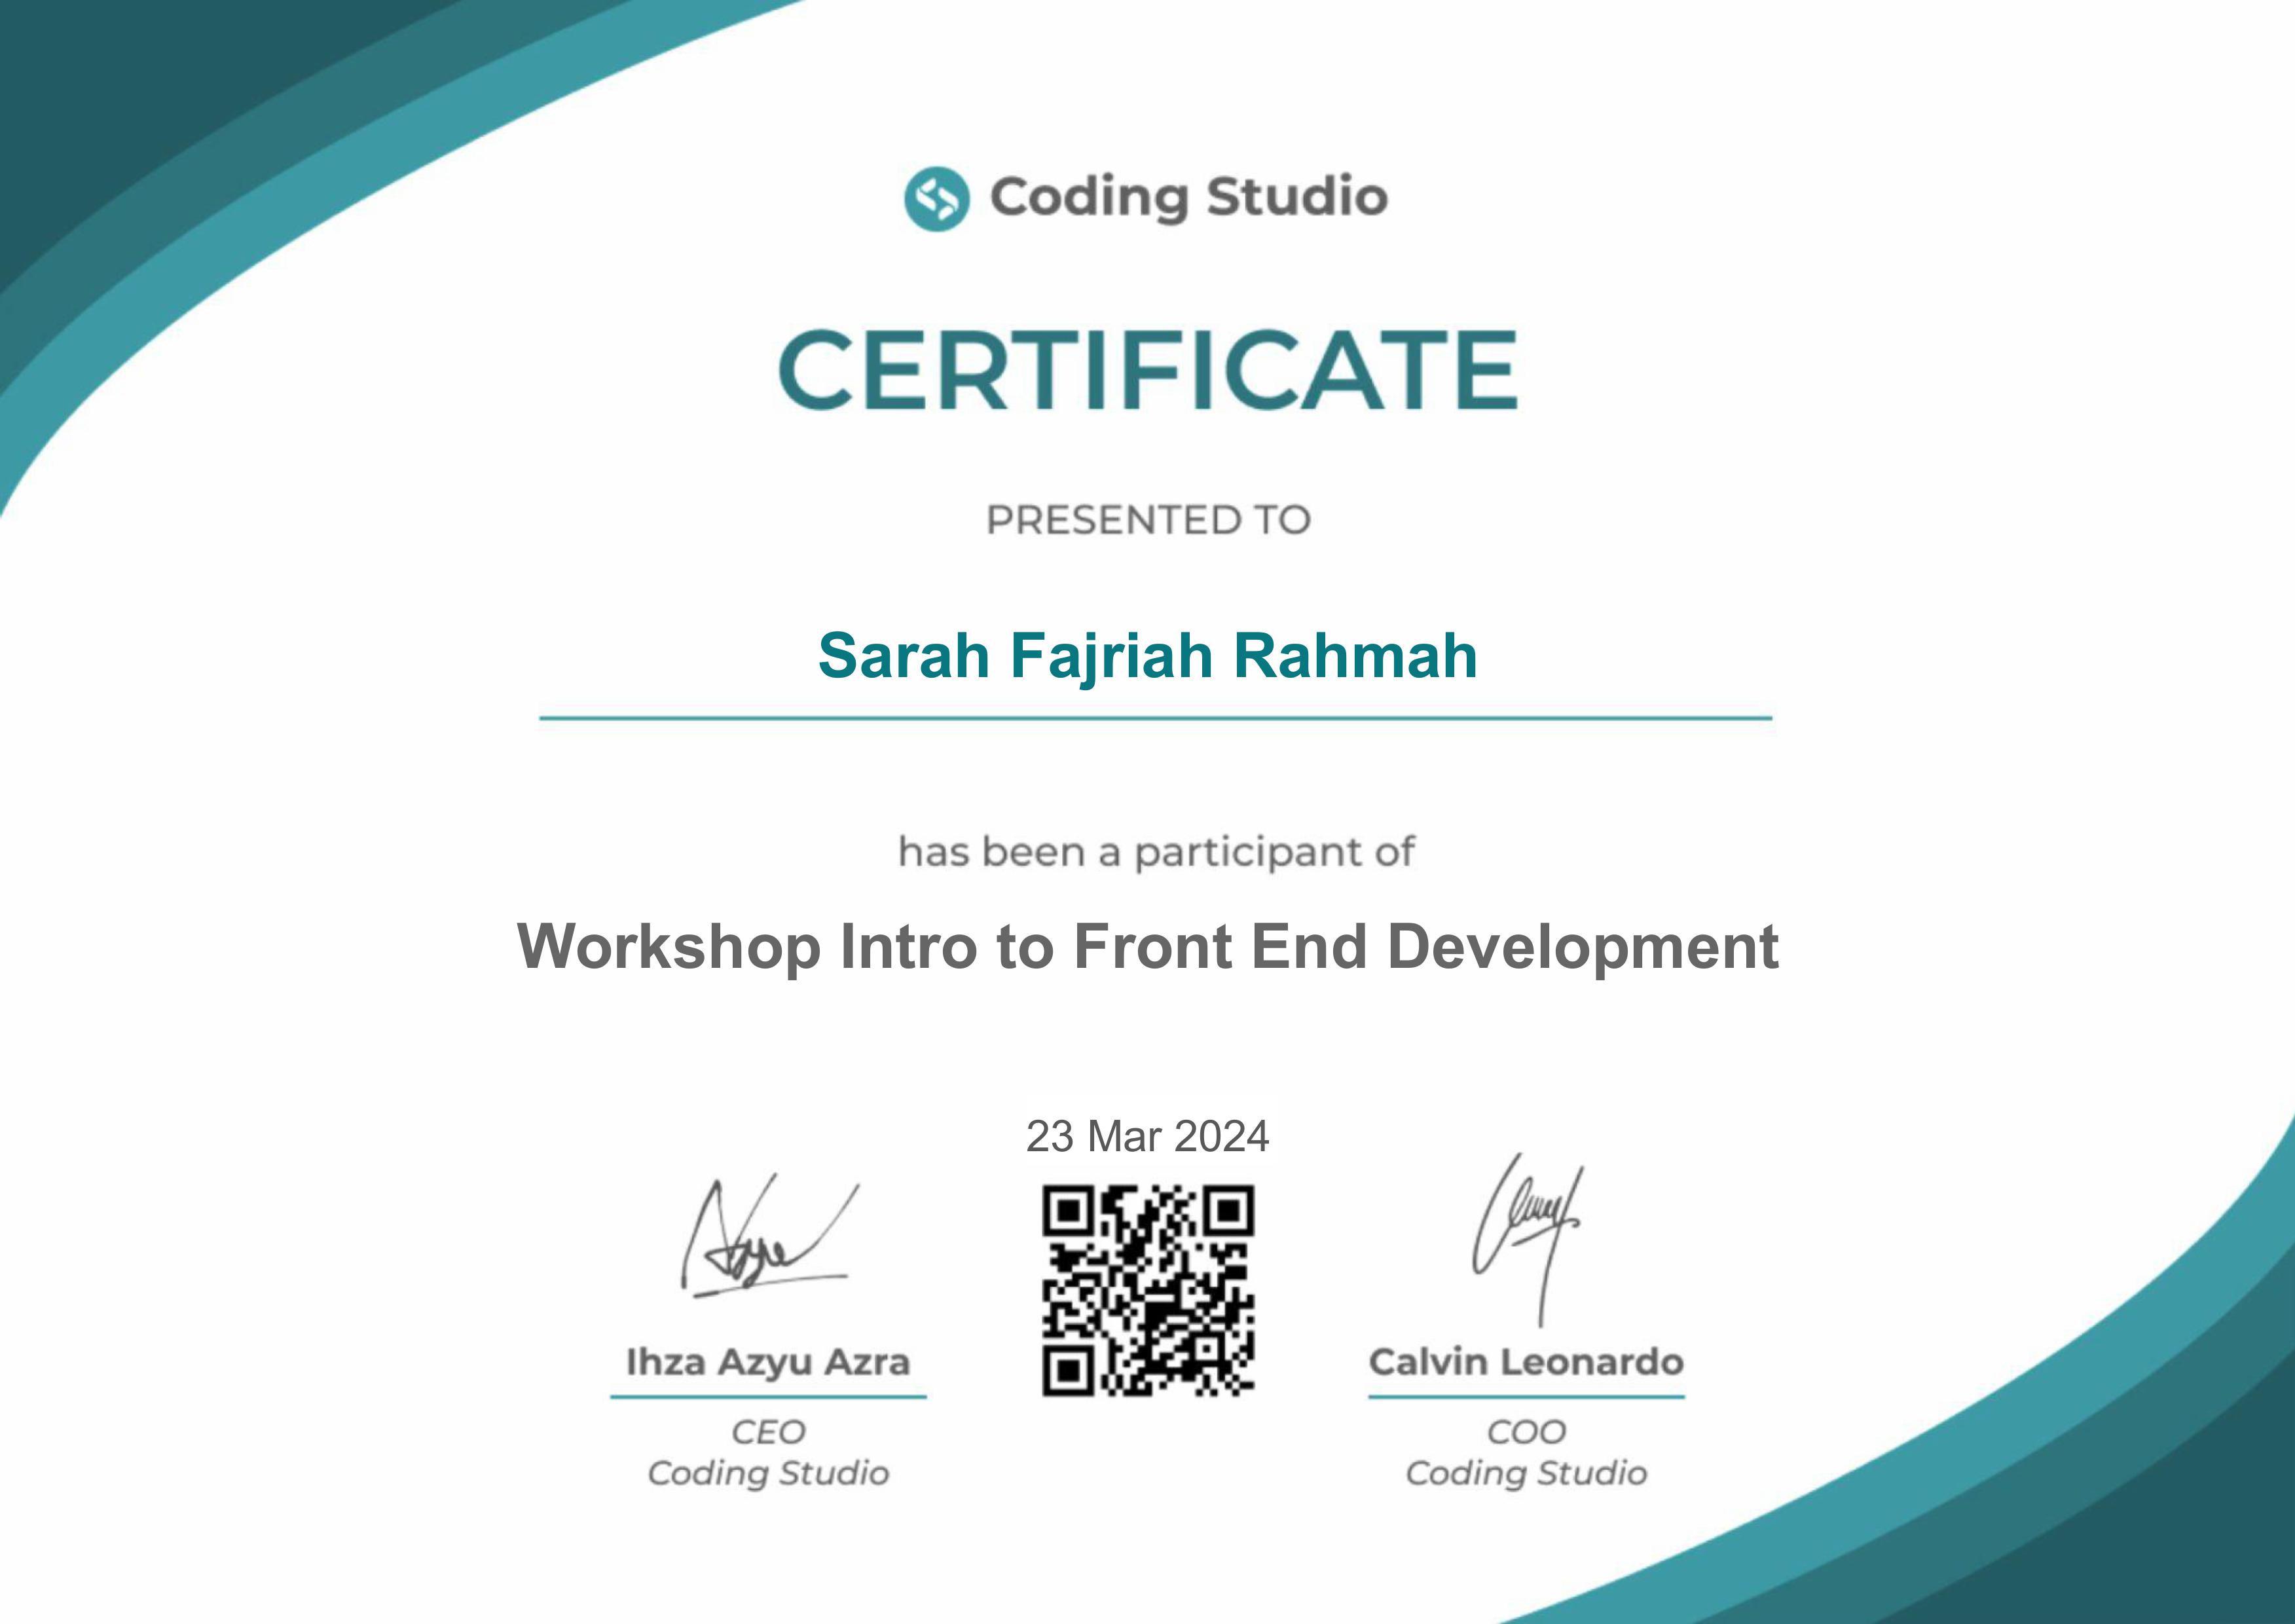 Coding Studio
CERTIFICATE
PRESENTED TO
Sarah Fajriah Rahmah
has been a participant of
Workshop Intro to Front End Development
23 Mar 2024
Ihza Azyu Azra
CEO
Coding Studio
Calvin Leonardo
COO
Coding Studio